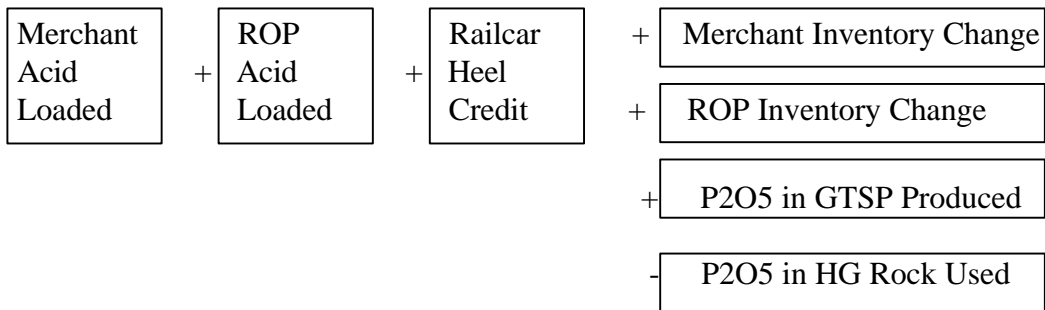 Merchant
Acid
Loaded
+
ROP
Acid
Loaded
+
Railcar
Heel
Credit
+ Merchant Inventory Change
+ ROP Inventory Change
+ P2O5 in GTSP Produced
- P2O5 in HG Rock Used